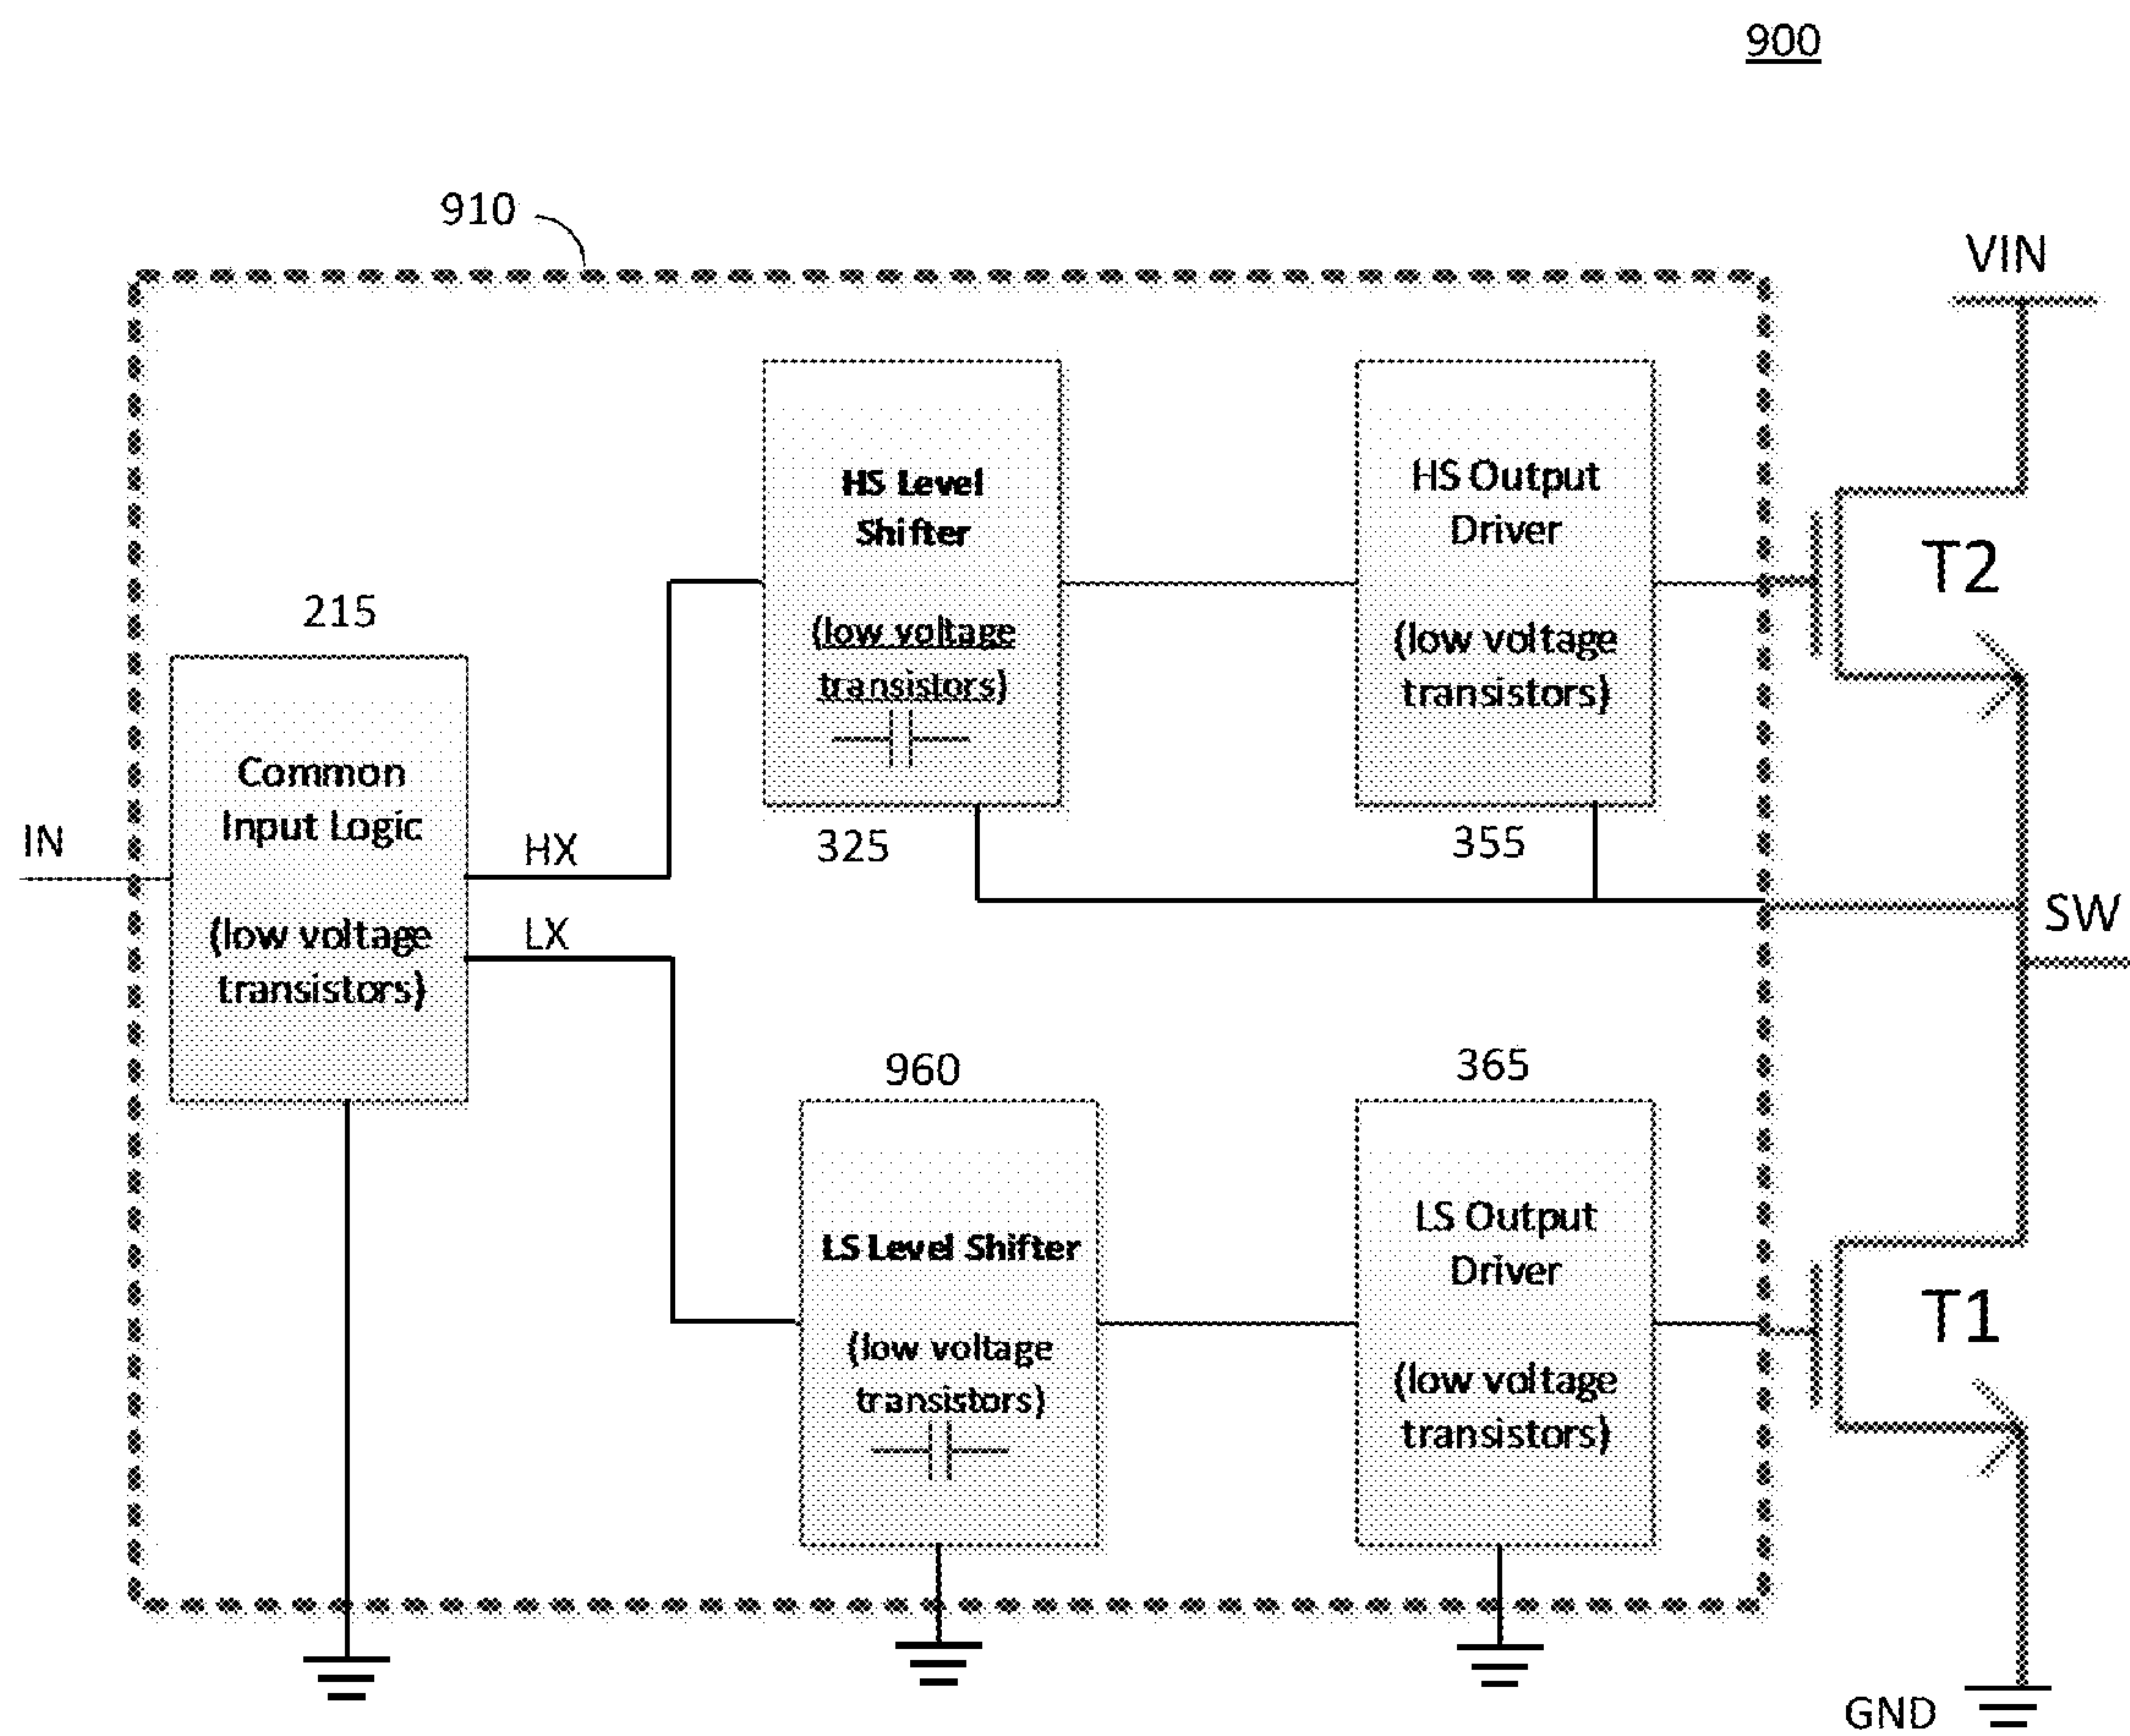 900
910
VIN
HS Level
Shifter
(low voltage
transistors)
325
HS Output
Driver
(low voltage
transistors)
355
T2
215
Common
Input Logic
(low voltage
transistors)
IN
HX
LX
SW
960
LS Level Shifter
(low voltage
transistors)
365
LS Output
Driver
(low voltage
transistors)
T1
GND